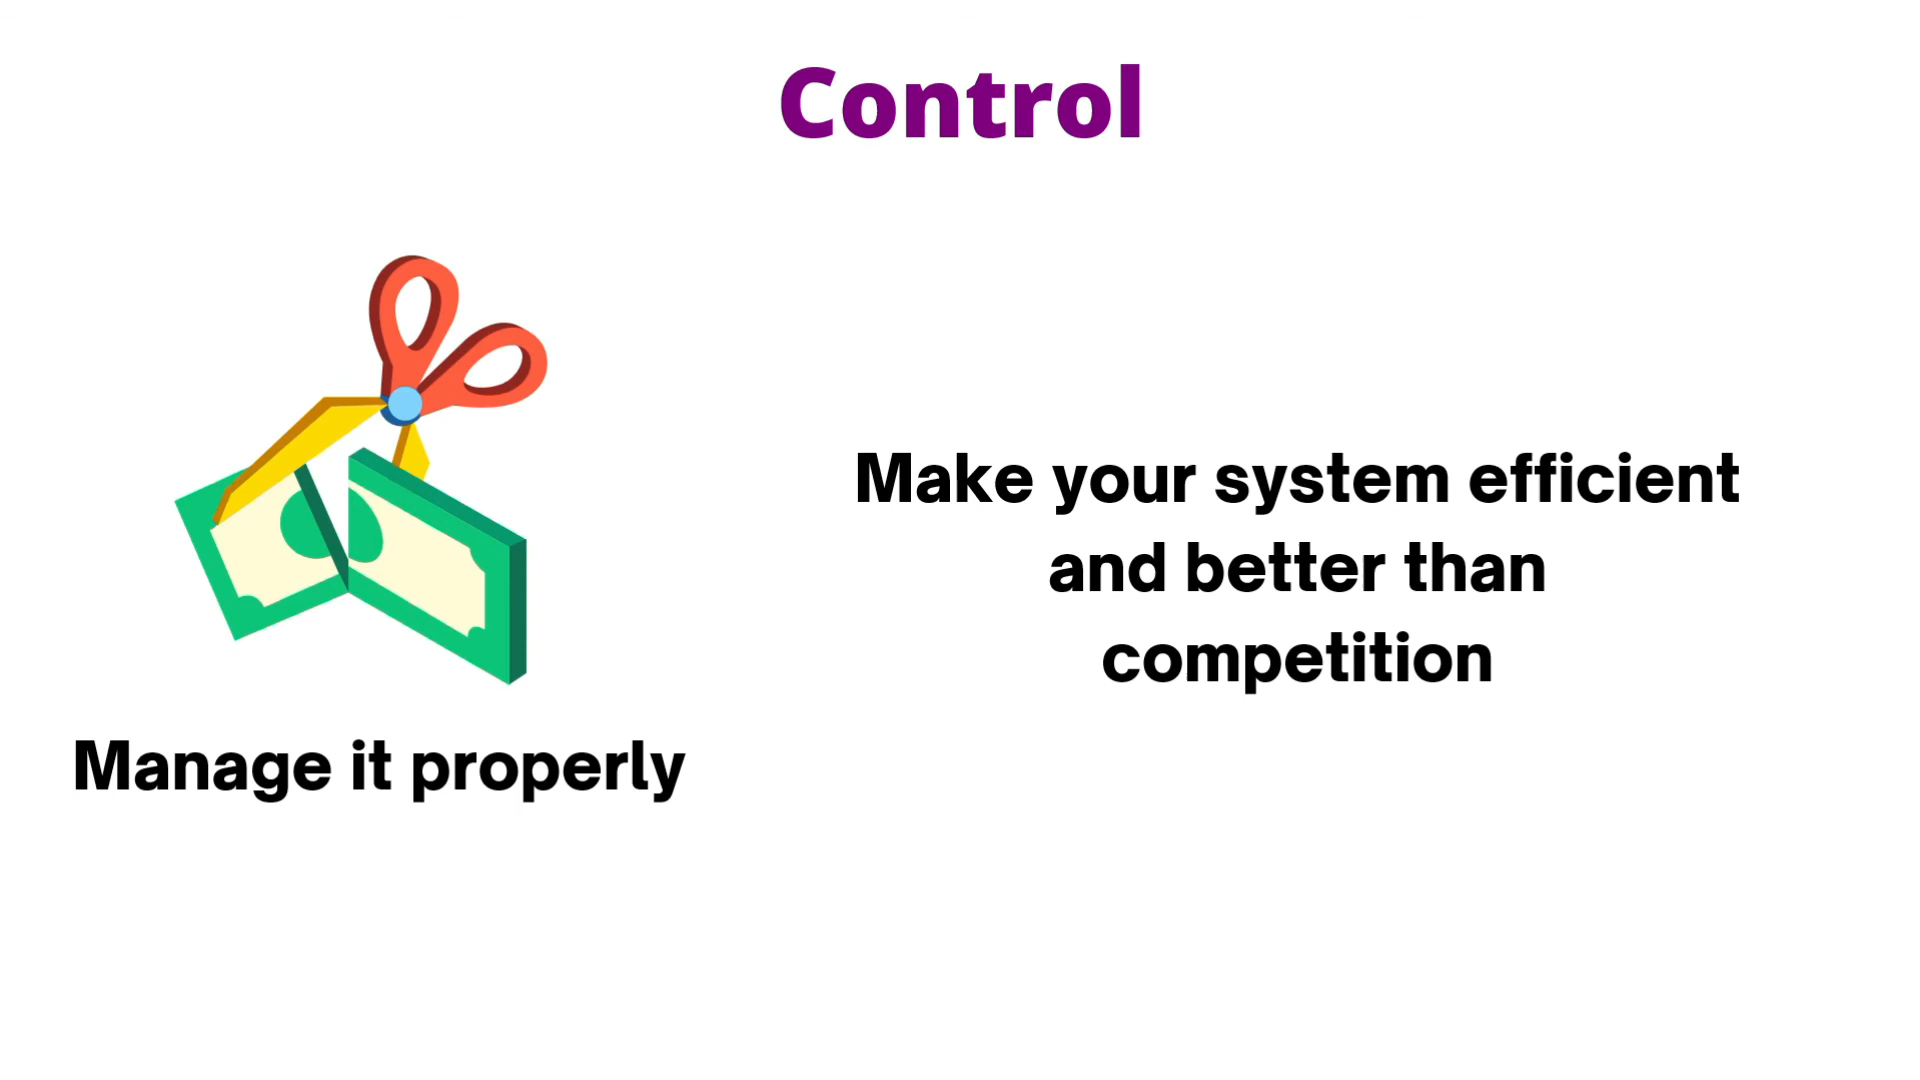 Control
Make your system efficient
and better than
competition
Manage it properly